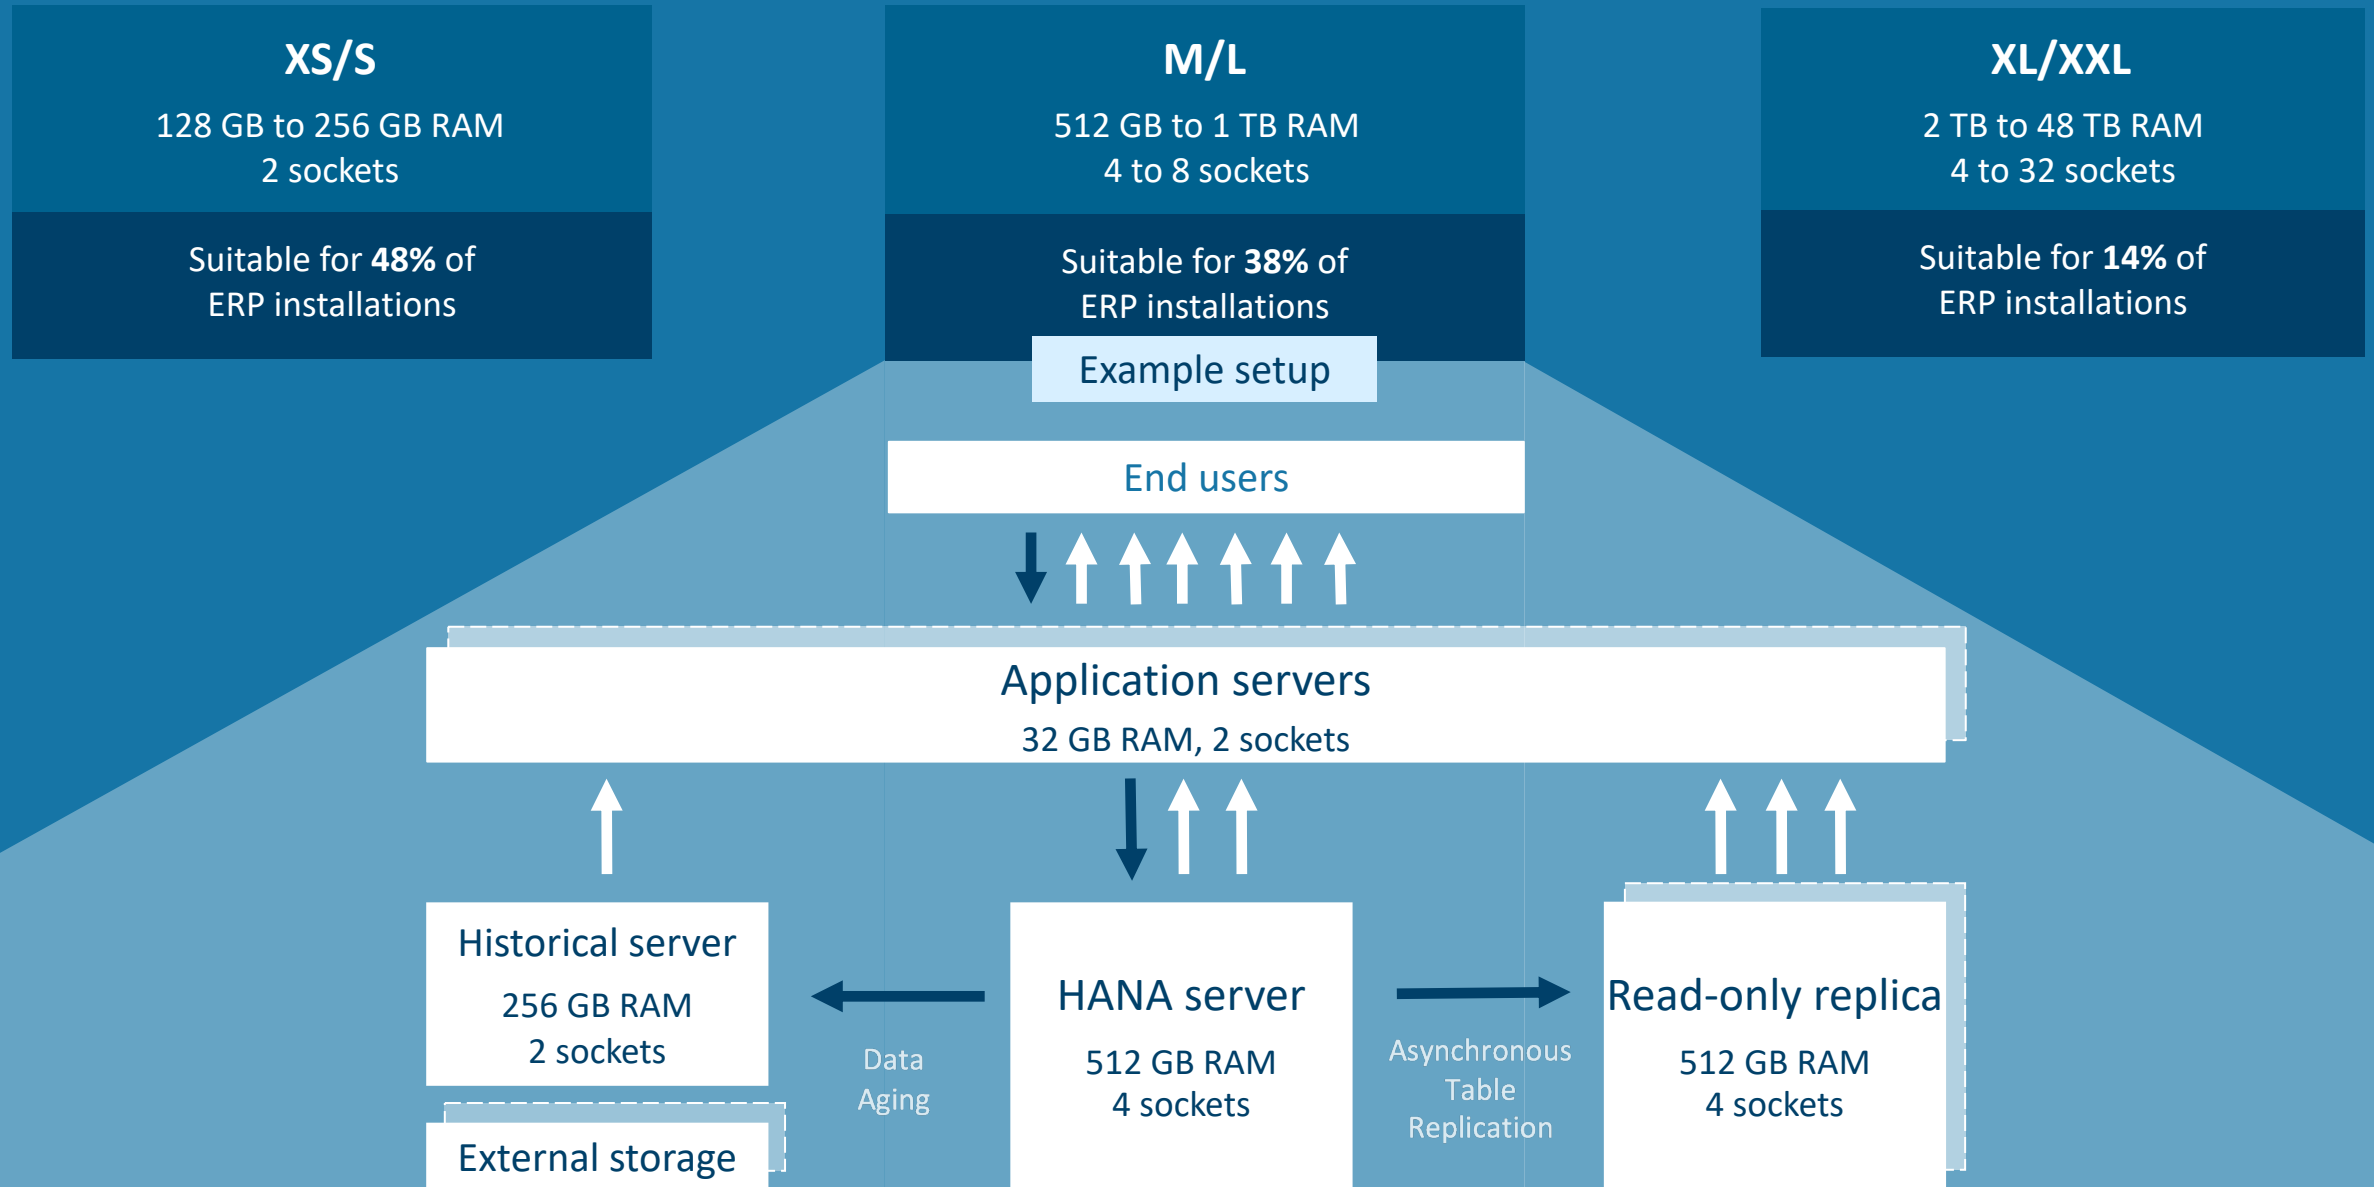 XS/S
128 GB to 256 GB RAM
2 sockets
Suitable for 48% of
ERP installations
M/L
512 GB to 1 TB RAM
4 to 8 sockets
Suitable for 38% of
ERP installations
XL/XXL
2 TB to 48 TB RAM
4 to 32 sockets
Suitable for 14% of
ERP installations
Example setup
End users
Application servers
32 GB RAM, 2 sockets
Historical server
256 GB RAM
2 sockets
External storage
Data
Aging
HANA server
512 GB RAM
4 sockets
Asynchronous
Table
Replication
Read-only replica
512 GB RAM
4 sockets